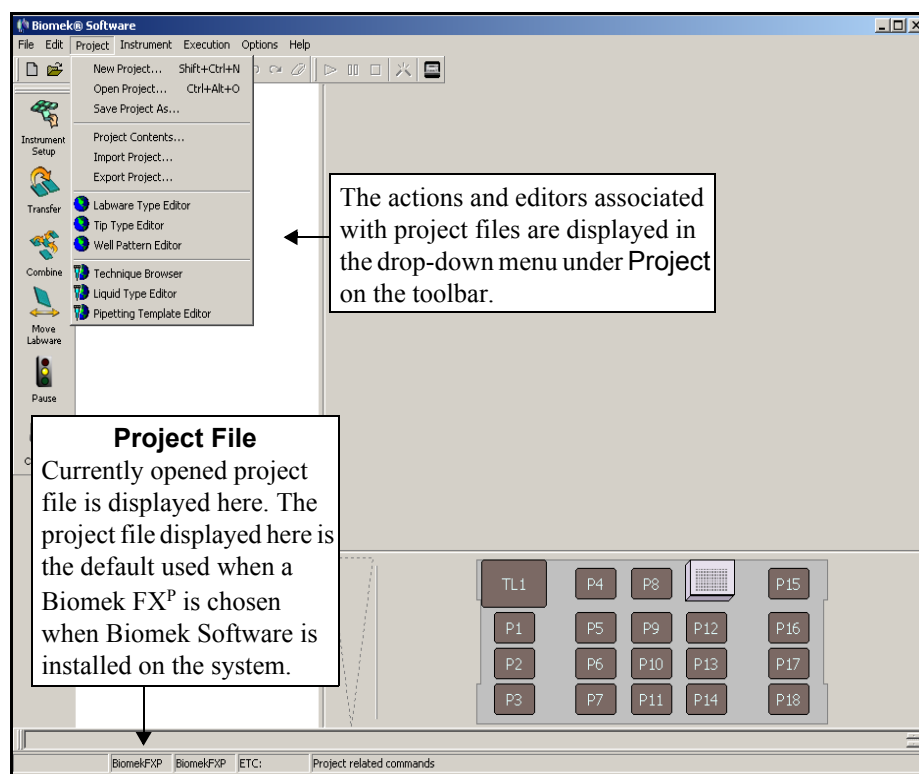 Biomek® Software
File Edit Project Instrument Execution Options Help
New Project... Shift+Ctrl+N
Open Project... Ctrl+Alt+O
Save Project As...
Project Contents...
Import Project...
Export Project...
Labware Type Editor
Tip Type Editor
Well Pattern Editor
Technique Browser
Liquid Type Editor
Pipetting Template Editor
Instrument
Setup
Transfer
Combine
Move
Labware
Pause
The actions and editors associated
with project files are displayed in
the drop-down menu under Project
on the toolbar.
Project File
Currently opened project
file is displayed here. The
project file displayed here is
the default used when a
Biomek FXᴾ is chosen
when Biomek Software is
installed on the system.
TL1 P4 P8 P15
P1 P5 P9 P12 P16
P2 P6 P10 P13 P17
P3 P7 P11 P14 P18
BiomekFXP BiomekFXP ETC: Project related commands